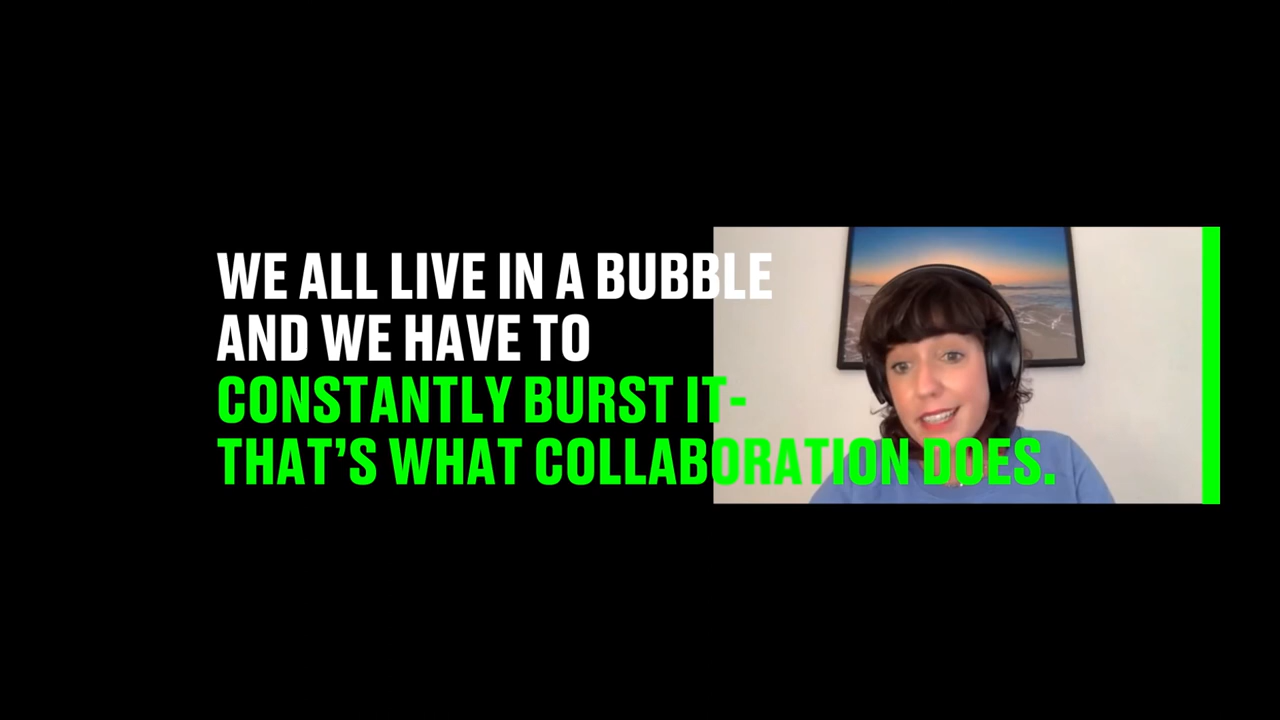 WE ALL LIVE IN A BUBBLE
AND WE HAVE TO
CONSTANTLY BURST IT-
THAT’S WHAT COLLABORATION DOES.